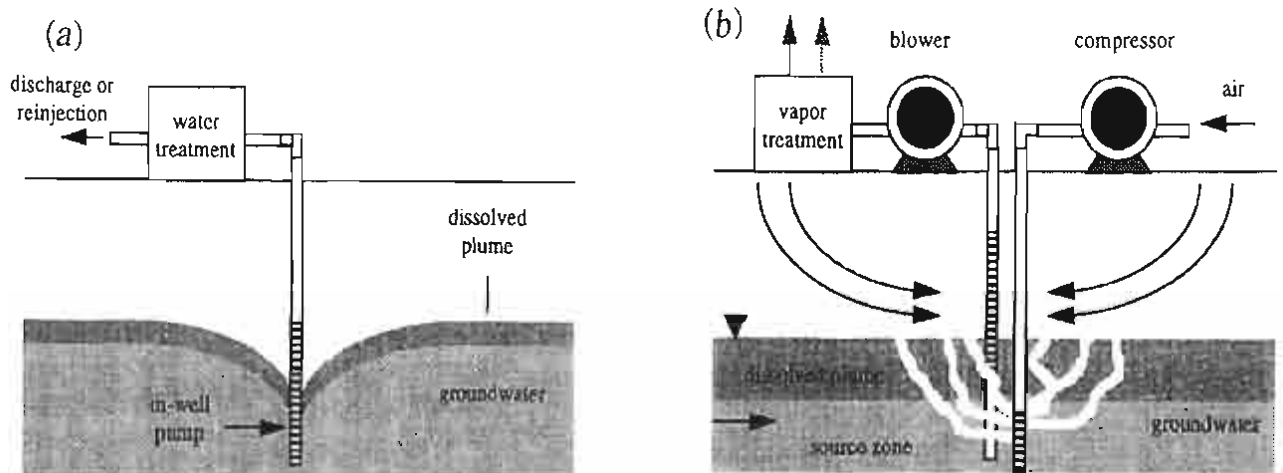 (a)
discharge or
reinjection
water
treatment
dissolved
plume
in-well
pump
groundwater
(b)
blower
compressor
vapor
treatment
air
dissolved plume
groundwater
source zone